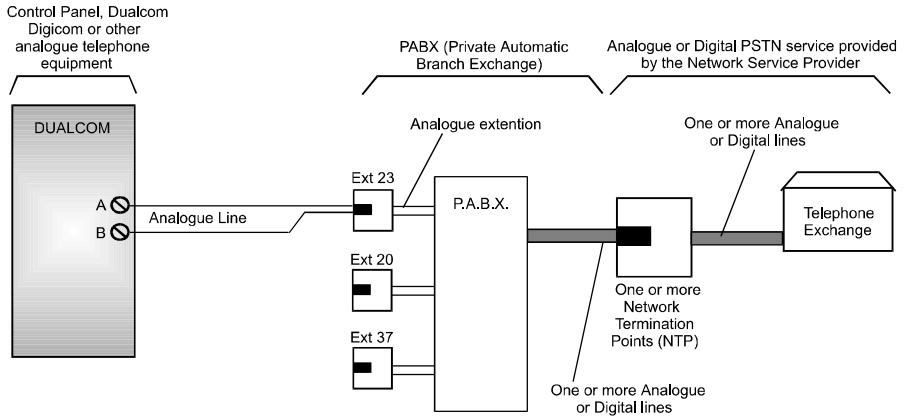 Control Panel, Dualcom
Digicom or other
analogue telephone
equipment
PABX (Private Automatic
Branch Exchange)
Analogue or Digital PSTN service provided
by the Network Service Provider
DUALCOM
Analogue extention
One or more Analogue
or Digital lines
Ext 23
A
B
Analogue Line
P.A.B.X.
Telephone
Exchange
Ext 20
One or more
Network
Termination
Points (NTP)
Ext 37
One or more Analogue
or Digital lines